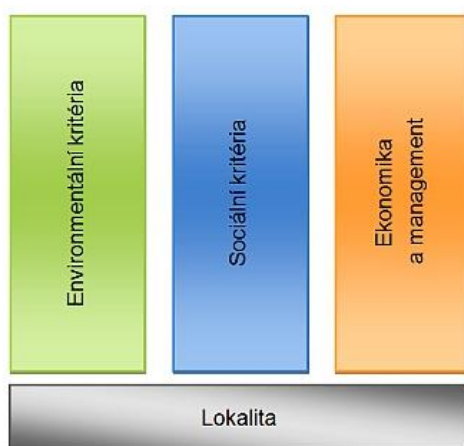 Environmentální kritéria
Sociální kritéria
Ekonomika
a management
Lokalita